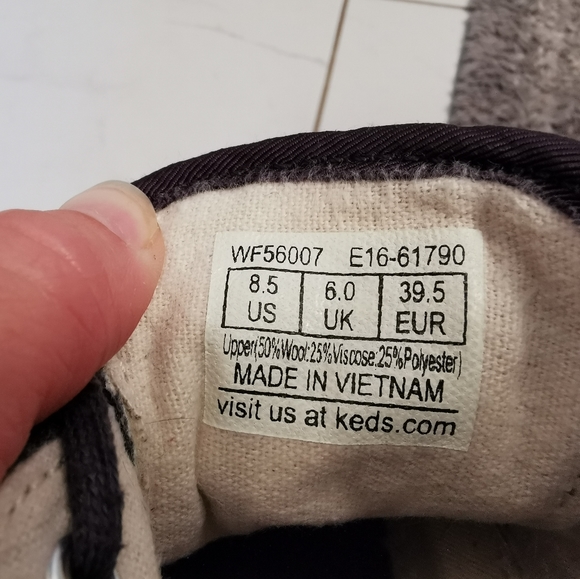 WF56007 E16-61790
8.5 6.0 39.5
US UK EUR
Upper(50%Wool:25%Viscose:25%Polyester)
MADE IN VIETNAM
visit us at keds.com